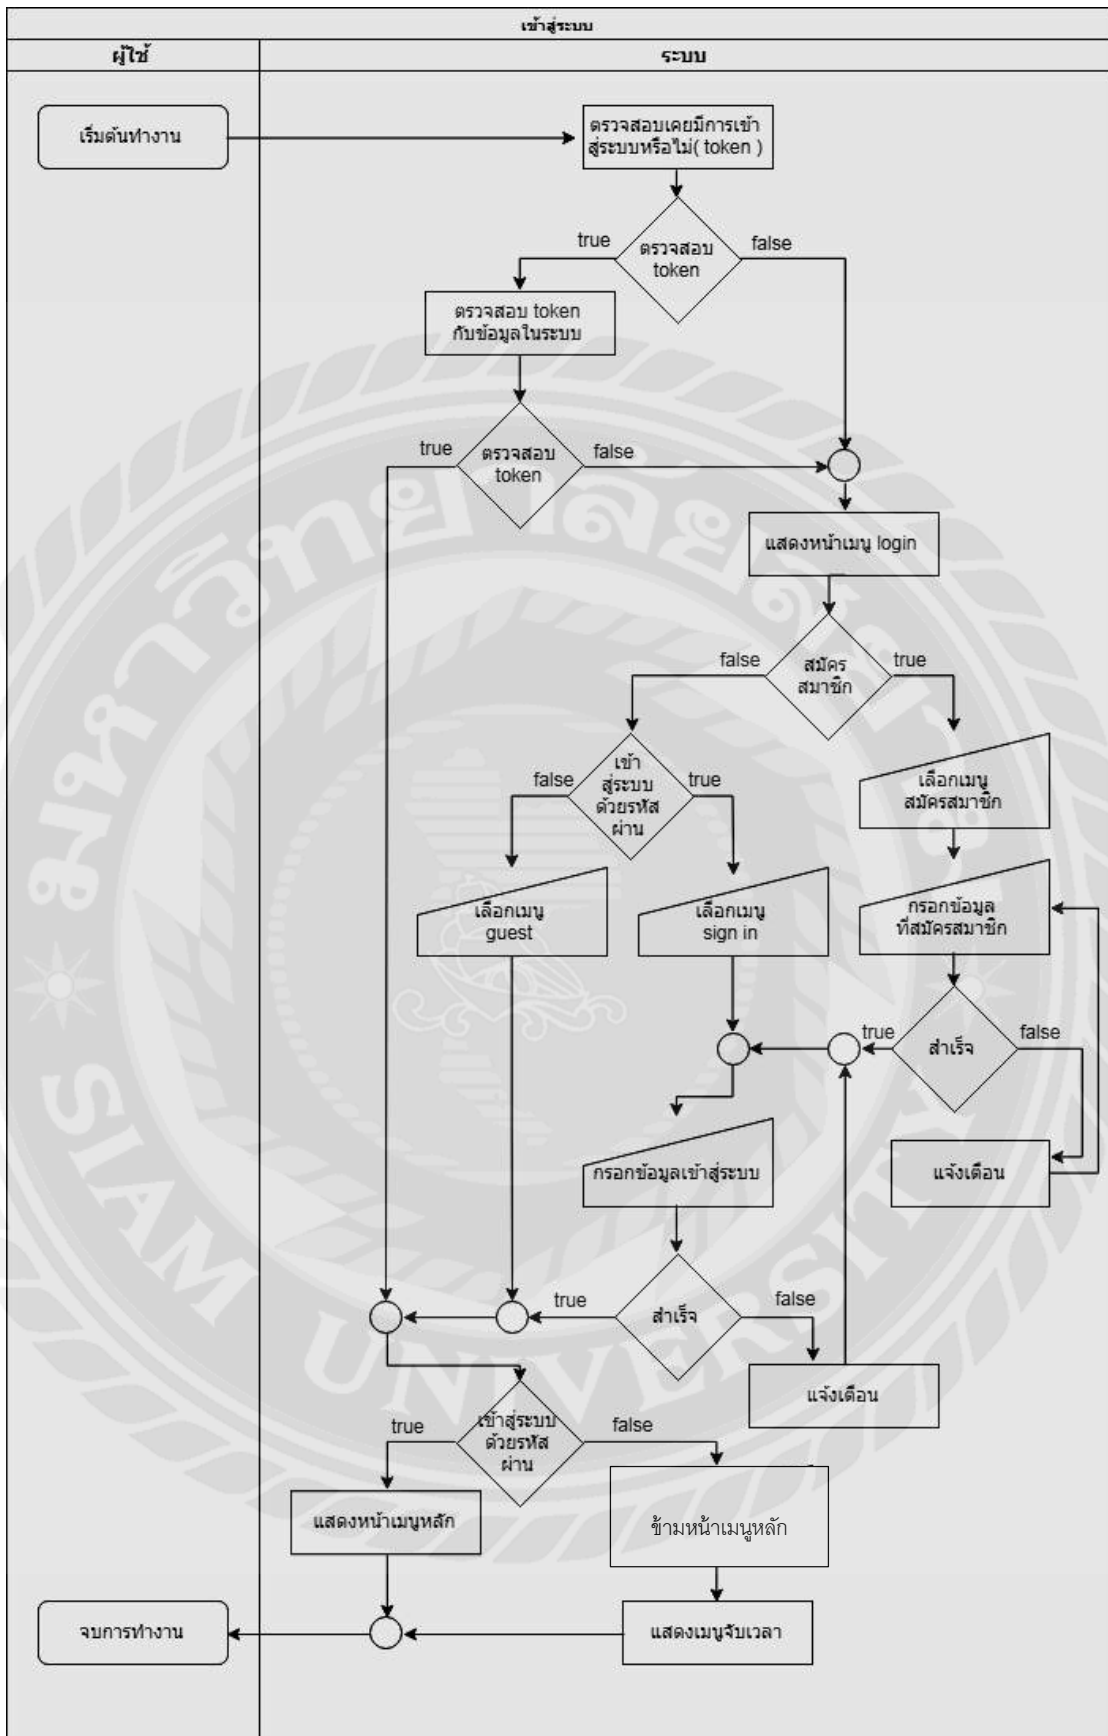 เข้าสู่ระบบ
ผู้ใช้
ระบบ
เริ่มต้นทำงาน
ตรวจสอบเคยมีการเข้า
สู่ระบบหรือไม่( token )
true
ตรวจสอบ
token
false
ตรวจสอบ token
กับข้อมูลในระบบ
true
ตรวจสอบ
token
false
แสดงหน้าเมนู login
false
สมัคร
สมาชิก
true
false
เข้า
สู่ระบบ
ด้วยรหัส
ผ่าน
true
เลือกเมนู
สมัครสมาชิก
เลือกเมนู
guest
เลือกเมนู
sign in
กรอกข้อมูล
ที่สมัครสมาชิก
true
สำเร็จ
false
กรอกข้อมูลเข้าสู่ระบบ
แจ้งเตือน
true
สำเร็จ
false
แจ้งเตือน
true
เข้าสู่ระบบ
ด้วยรหัส
ผ่าน
false
แสดงหน้าเมนูหลัก
ข้ามหน้าเมนูหลัก
จบการทำงาน
แสดงเมนูจับเวลา
มหาวิทยาลัยสยาม
SIAM UNIVERSITY